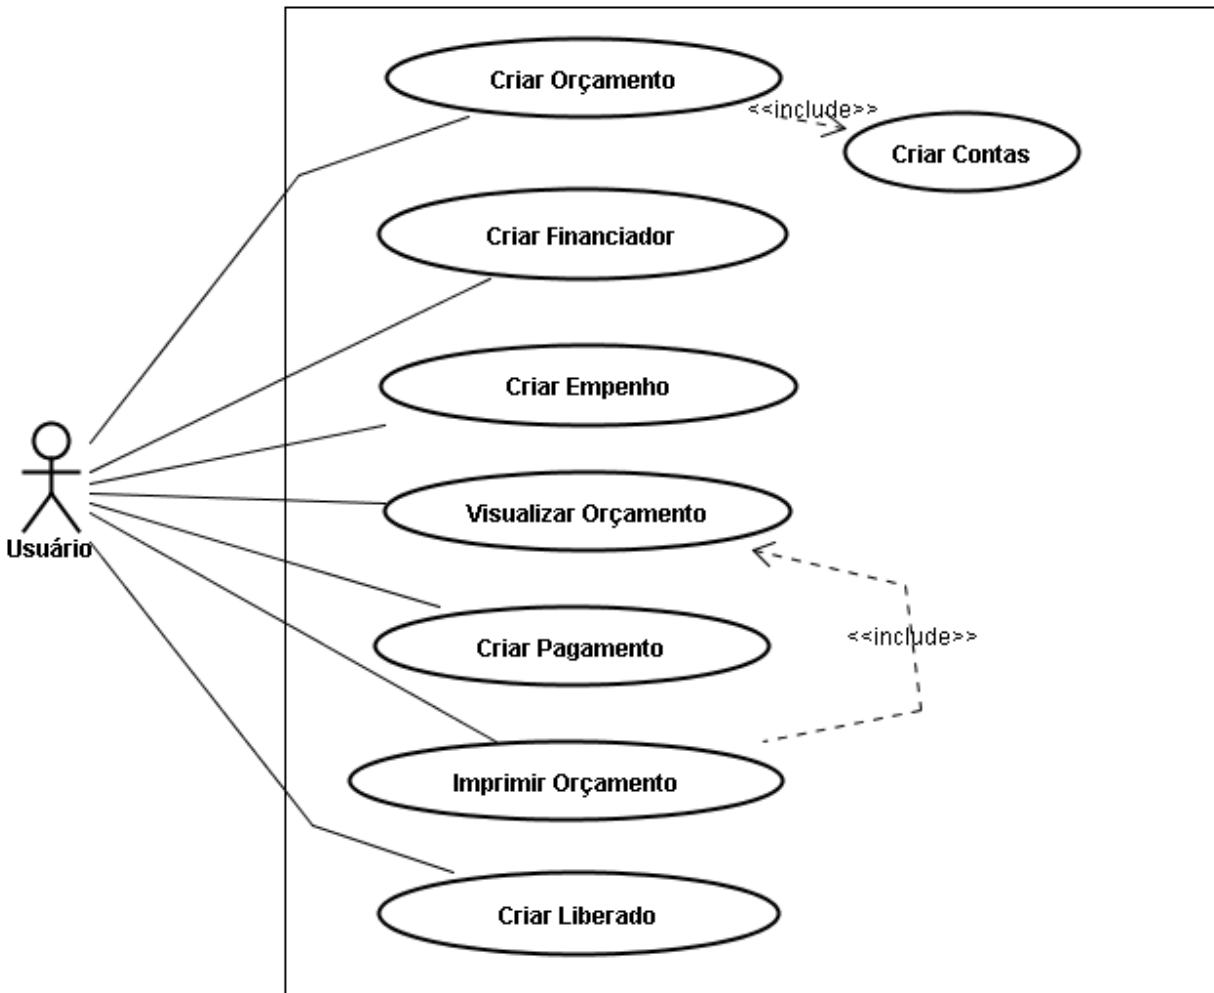 Criar Orçamento
<<include>>
Criar Contas
Criar Financiador
Criar Empenho
Visualizar Orçamento
Usuário
<<include>>
Criar Pagamento
Imprimir Orçamento
Criar Liberado